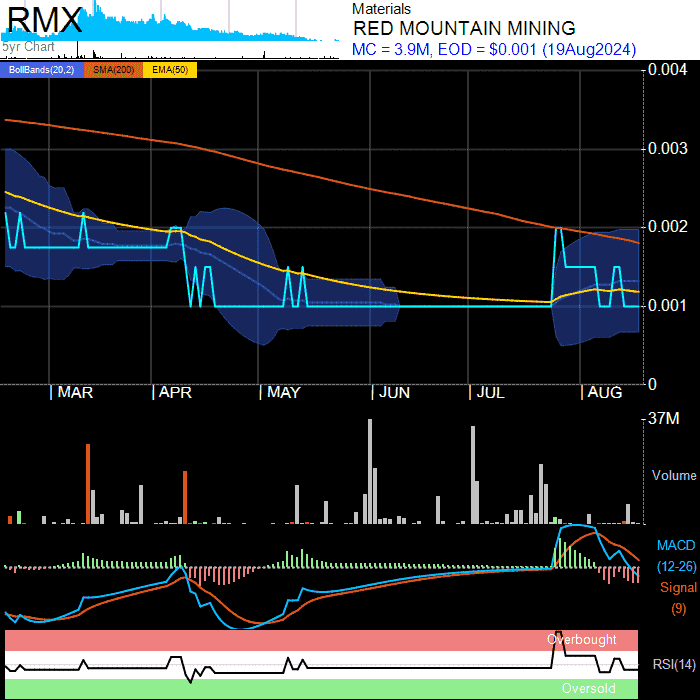 RMX
5yr Chart
Materials
RED MOUNTAIN MINING
MC = 3.9M, EOD = $0.001 (19Aug2024)
BollBands(20,2) SMA(200) EMA(50)
0.004
0.003
0.002
0.001
0
| MAR | APR | MAY | JUN | JUL | AUG
37M
Volume
MACD
(12-26)
Signal
(9)
Overbought
RSI(14)
Oversold